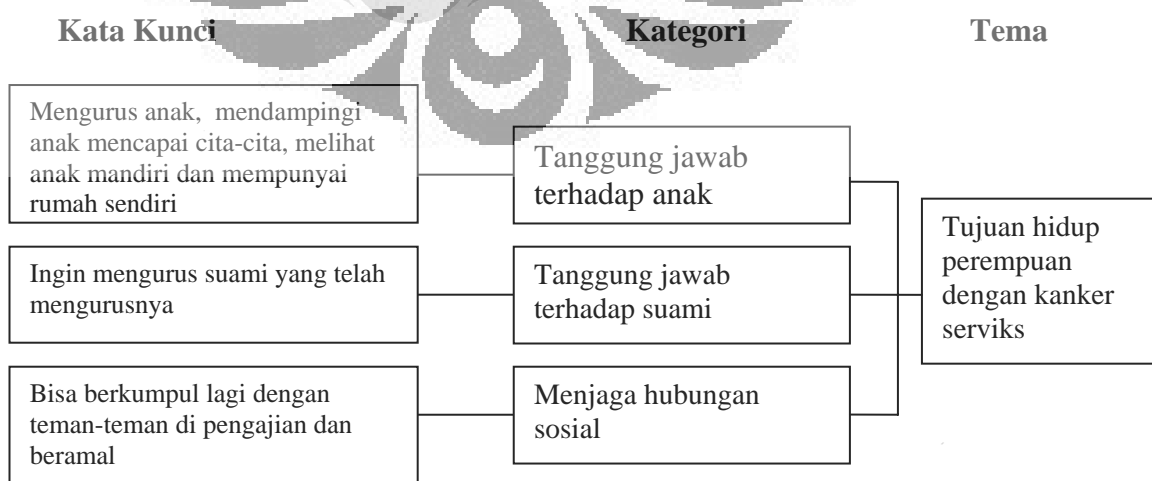 Kata Kunci
Kategori
Tema
Mengurus anak, mendampingi
anak mencapai cita-cita, melihat
anak mandiri dan mempunyai
rumah sendiri
Tanggung jawab
terhadap anak
Ingin mengurus suami yang telah
mengurusnya
Tanggung jawab
terhadap suami
Bisa berkumpul lagi dengan
teman-teman di pengajian dan
beramal
Menjaga hubungan
sosial
Tujuan hidup
perempuan
dengan kanker
serviks